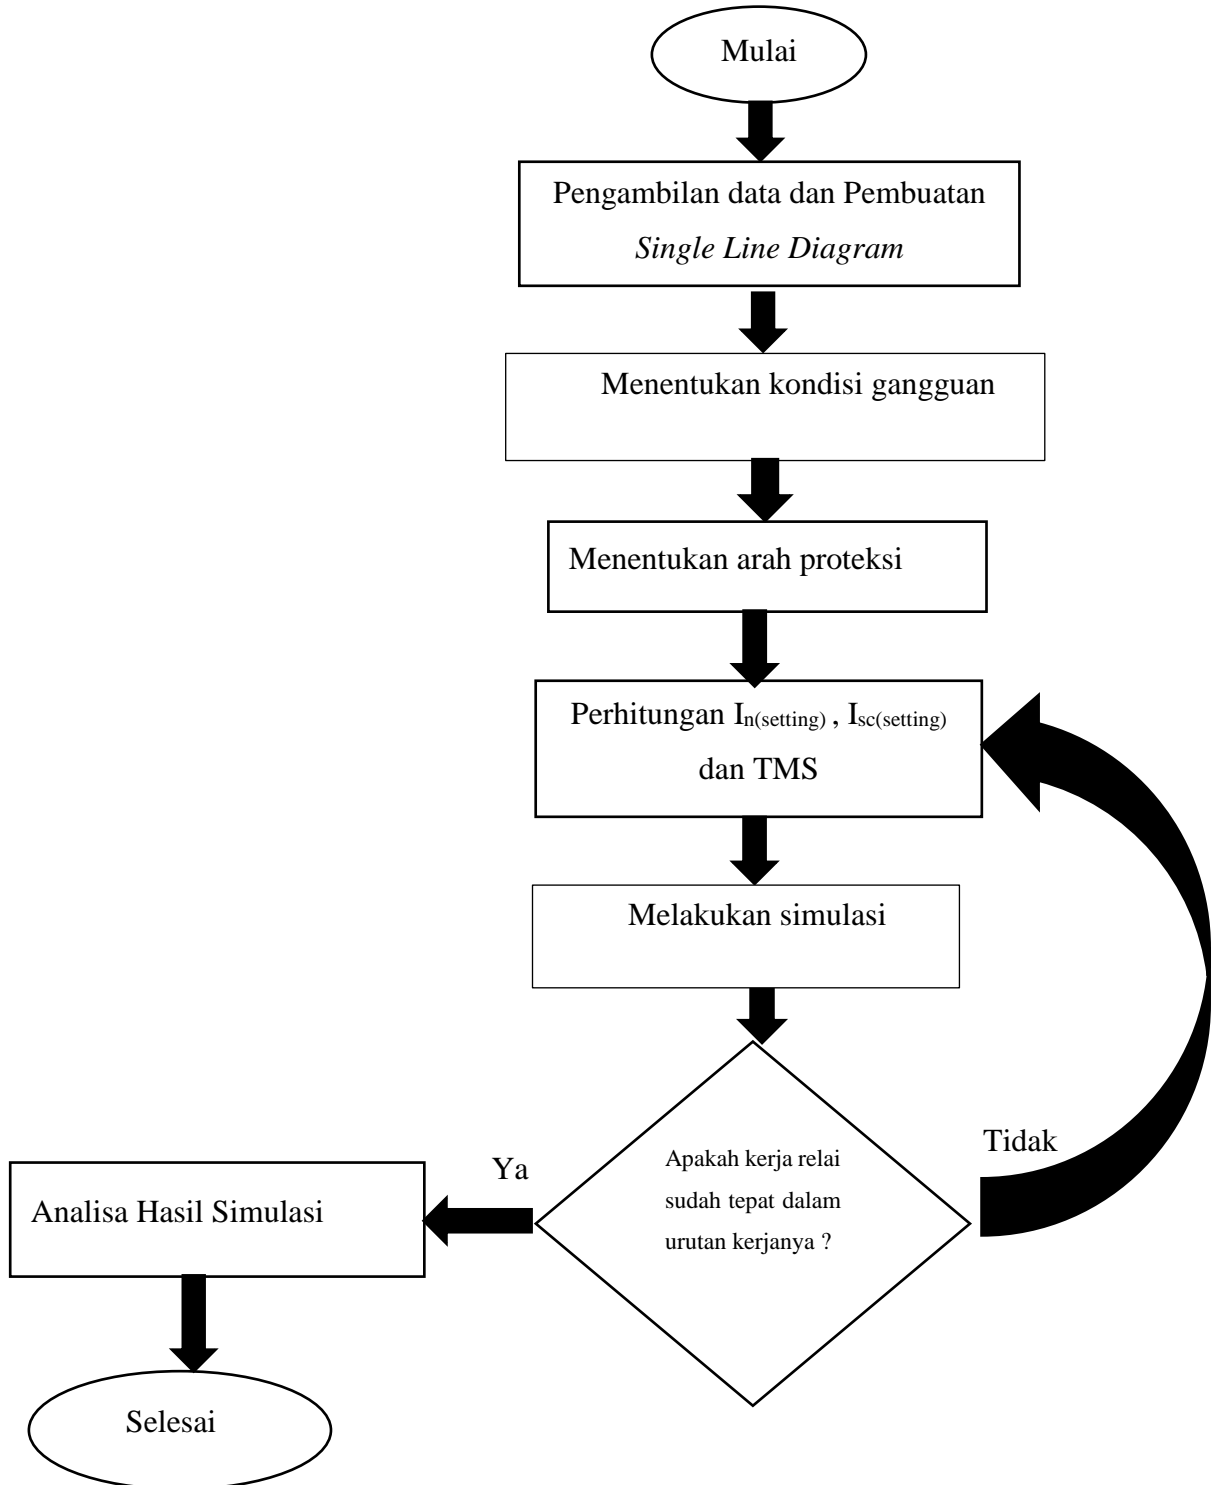 Mulai
Pengambilan data dan Pembuatan
Single Line Diagram
Menentukan kondisi gangguan
Menentukan arah proteksi
Perhitungan In(setting) , Isc(setting)
dan TMS
Melakukan simulasi
Apakah kerja relai
sudah tepat dalam
urutan kerjanya ?
Tidak
Ya
Analisa Hasil Simulasi
Selesai